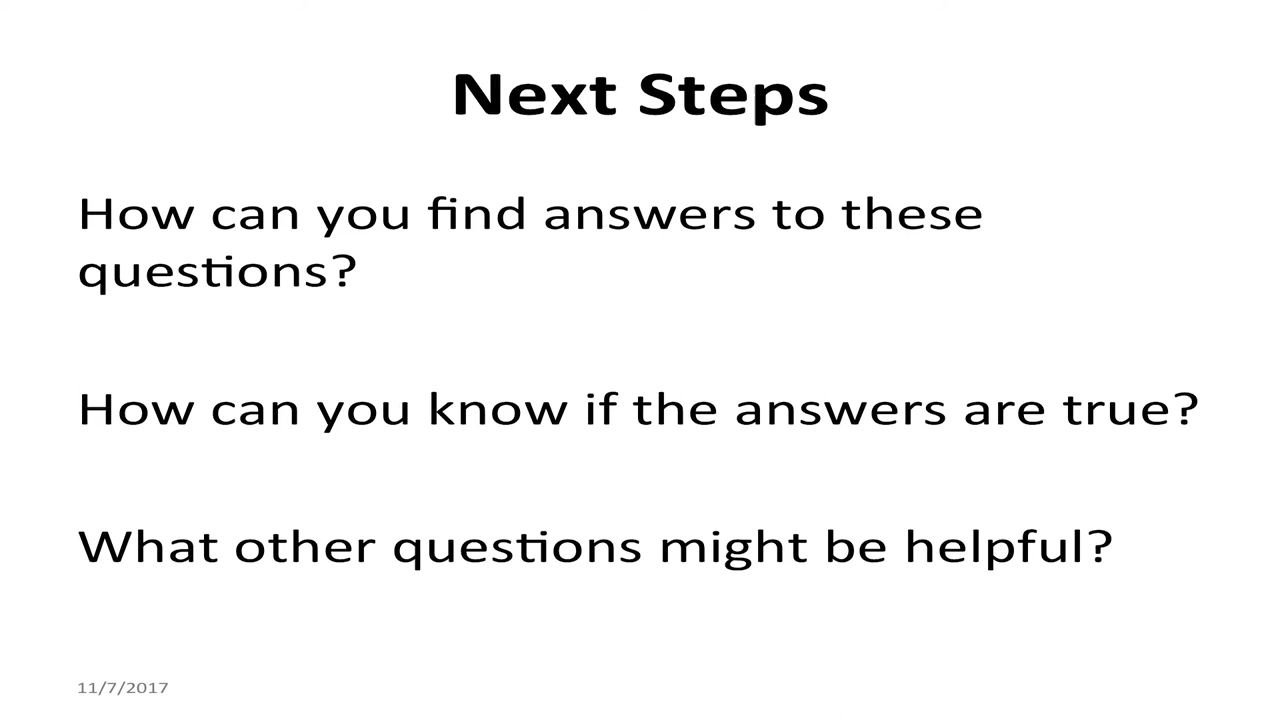 Next Steps
How can you find answers to these
questions?
How can you know if the answers are true?
What other questions might be helpful?
11/7/2017